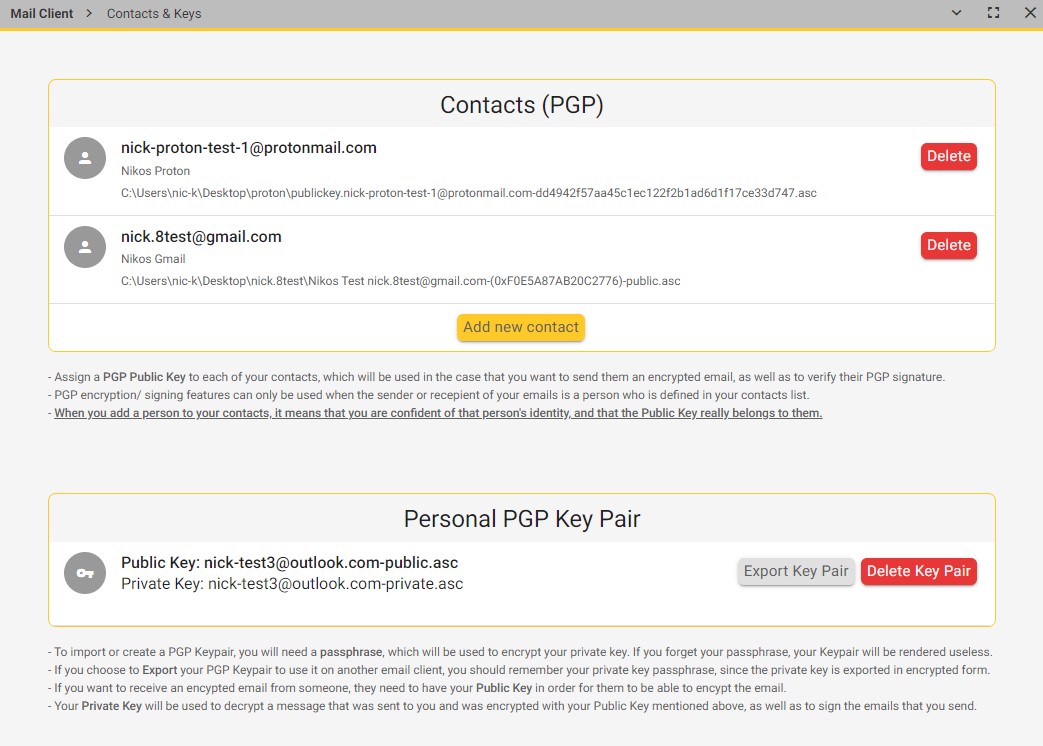 Mail Client > Contacts & Keys
Contacts (PGP)
nick-proton-test-1@protonmail.com
Nikos Proton
C:\Users\nic-k\Desktop\proton\publickey.nick-proton-test-1@protonmail.com-dd4942f57aa45c1ec122f2b1ad6d1f17ce33d747.asc
Delete
nick.8test@gmail.com
Nikos Gmail
C:\Users\nic-k\Desktop\nick.8test\Nikos Test nick.8test@gmail.com-(0xF0E5A87AB20C2776)-public.asc
Delete
Add new contact
- Assign a PGP Public Key to each of your contacts, which will be used in the case that you want to send them an encrypted email, as well as to verify their PGP signature.
- PGP encryption/ signing features can only be used when the sender or recepient of your emails is a person who is defined in your contacts list.
- When you add a person to your contacts, it means that you are confident of that person's identity, and that the Public Key really belongs to them.
Personal PGP Key Pair
Public Key: nick-test3@outlook.com-public.asc
Private Key: nick-test3@outlook.com-private.asc
Export Key Pair
Delete Key Pair
- To import or create a PGP Keypair, you will need a passphrase, which will be used to encrypt your private key. If you forget your passphrase, your Keypair will be rendered useless.
- If you choose to Export your PGP Keypair to use it on another email client, you should remember your private key passphrase, since the private key is exported in encrypted form.
- If you want to receive an encypted email from someone, they need to have your Public Key in order for them to be able to encypt the email.
- Your Private Key will be used to decrypt a message that was sent to you and was encrypted with your Public Key mentioned above, as well as to sign the emails that you send.